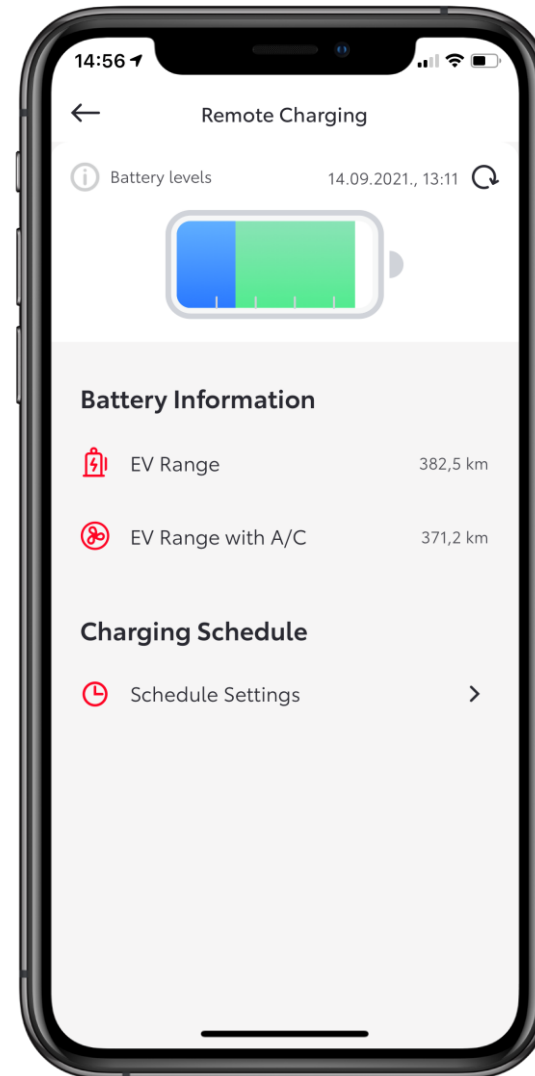 14:56
Remote Charging
Battery levels 14.09.2021., 13:11
Battery Information
EV Range 382,5 km
EV Range with A/C 371,2 km
Charging Schedule
Schedule Settings